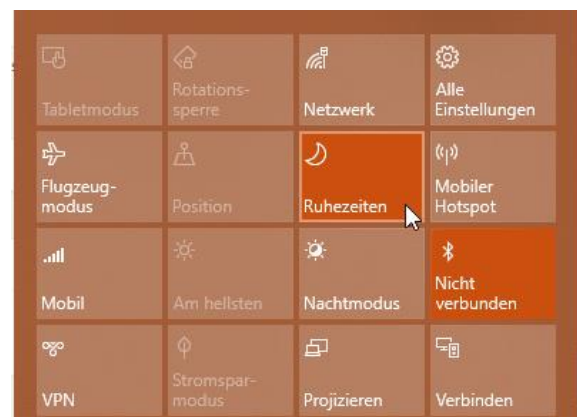 Tabletmodus
Rotations-
sperre
Netzwerk
Alle
Einstellungen
Flugzeug-
modus
Position
Ruhezeiten
Mobiler
Hotspot
Mobil
Am hellsten
Nachtmodus
Nicht
verbunden
VPN
Stromspar-
modus
Projizieren
Verbinden